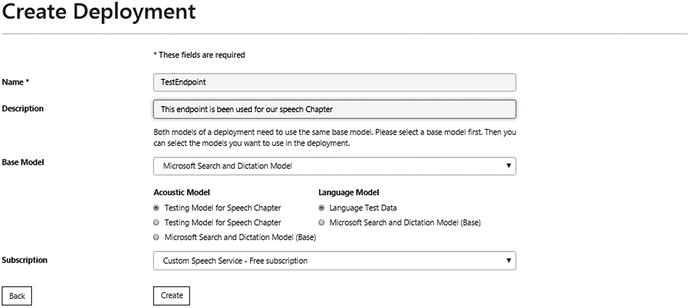 Create Deployment
* These fields are required
Name *
TestEndpoint
Description
This endpoint is been used for our speech Chapter
Both models of a deployment need to use the same base model. Please select a base model first. Then you
can select the models you want to use in the deployment.
Base Model
Microsoft Search and Dictation Model
Acoustic Model
Language Model
Testing Model for Speech Chapter
Language Test Data
Testing Model for Speech Chapter
Microsoft Search and Dictation Model (Base)
Microsoft Search and Dictation Model (Base)
Subscription
Custom Speech Service - Free subscription
Back
Create